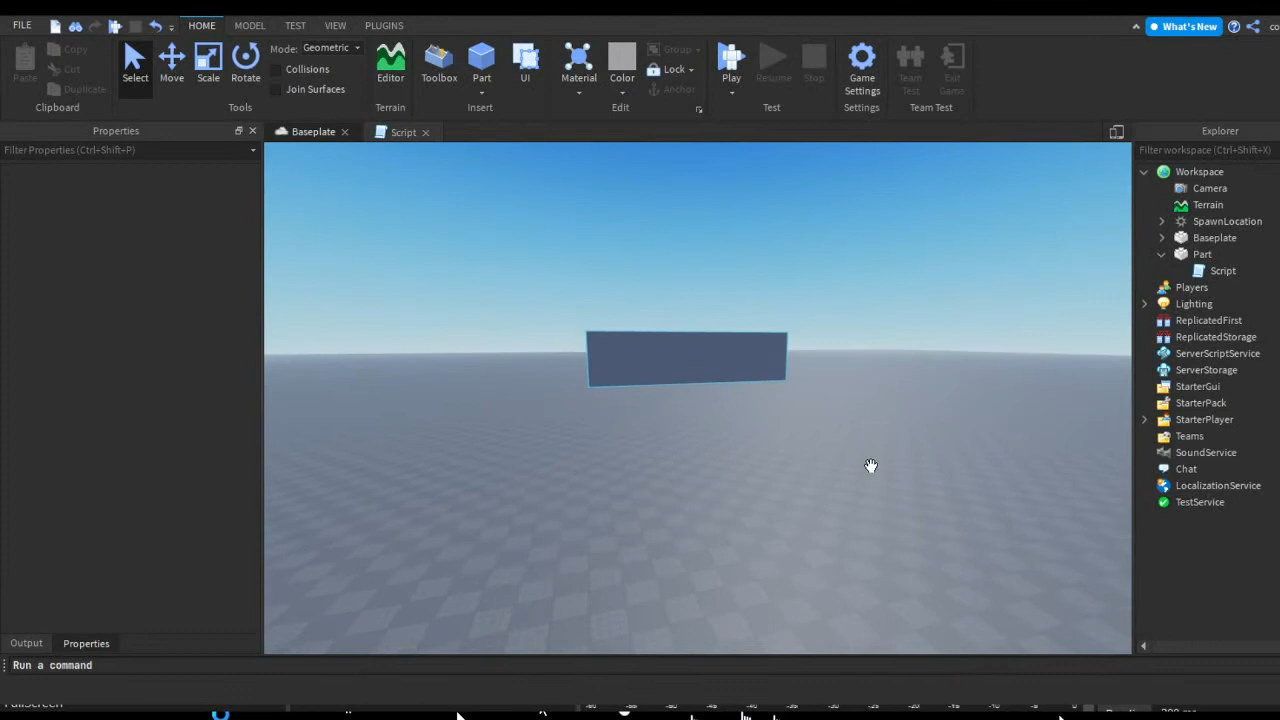 FILE HOME MODEL TEST VIEW PLUGINS What's New co
Paste Copy Cut Duplicate Clipboard
Select Move Scale Rotate Mode: Geometric Collisions Join Surfaces Tools
Editor Terrain
Toolbox Part UI Insert
Material Color Group Lock Anchor Edit
Play Resume Stop Test
Game Settings Settings
Team Test Exit Game Team Test
Properties
Filter Properties (Ctrl+Shift+P)
Baseplate Script
Explorer
Filter workspace (Ctrl+Shift+X)
Workspace
Camera
Terrain
SpawnLocation
Baseplate
Part
Script
Players
Lighting
ReplicatedFirst
ReplicatedStorage
ServerScriptService
ServerStorage
StarterGui
StarterPack
StarterPlayer
Teams
SoundService
Chat
LocalizationService
TestService
Output Properties
Run a command